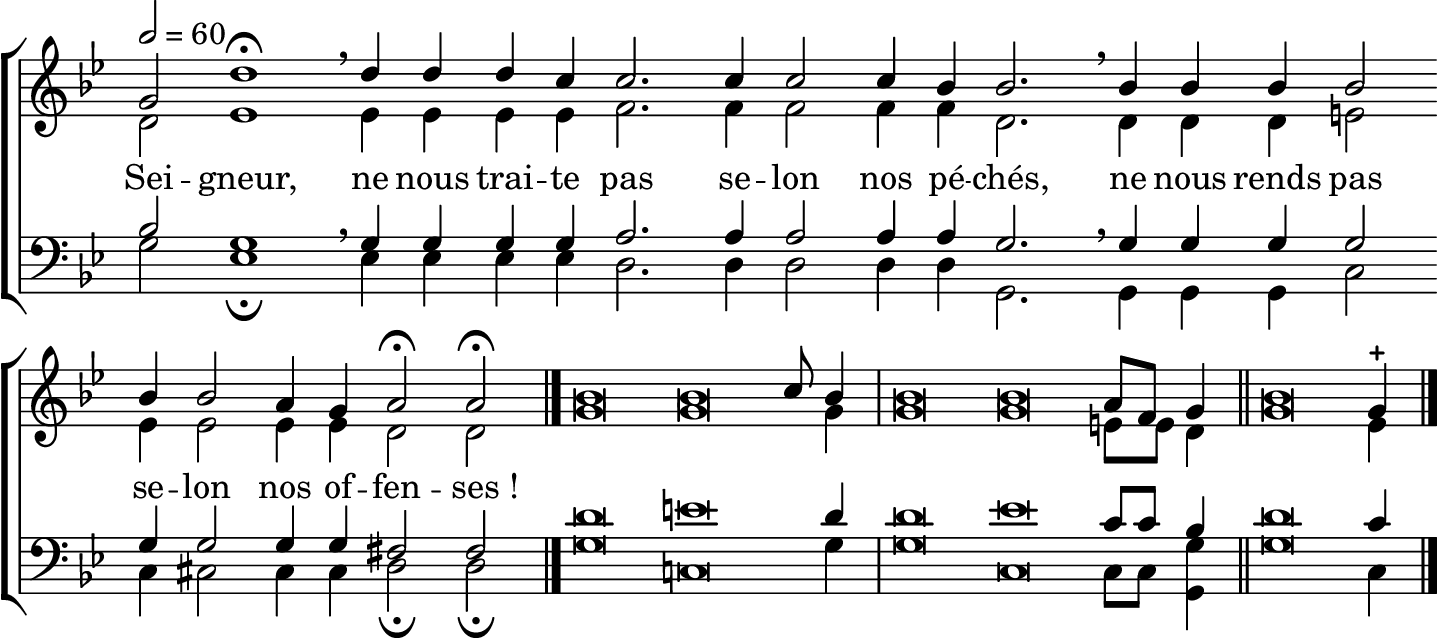 = 60
Sei - gneur, ne nous trai - te pas se - lon nos pé - chés, ne nous rends pas
se - lon nos of - fen - ses !